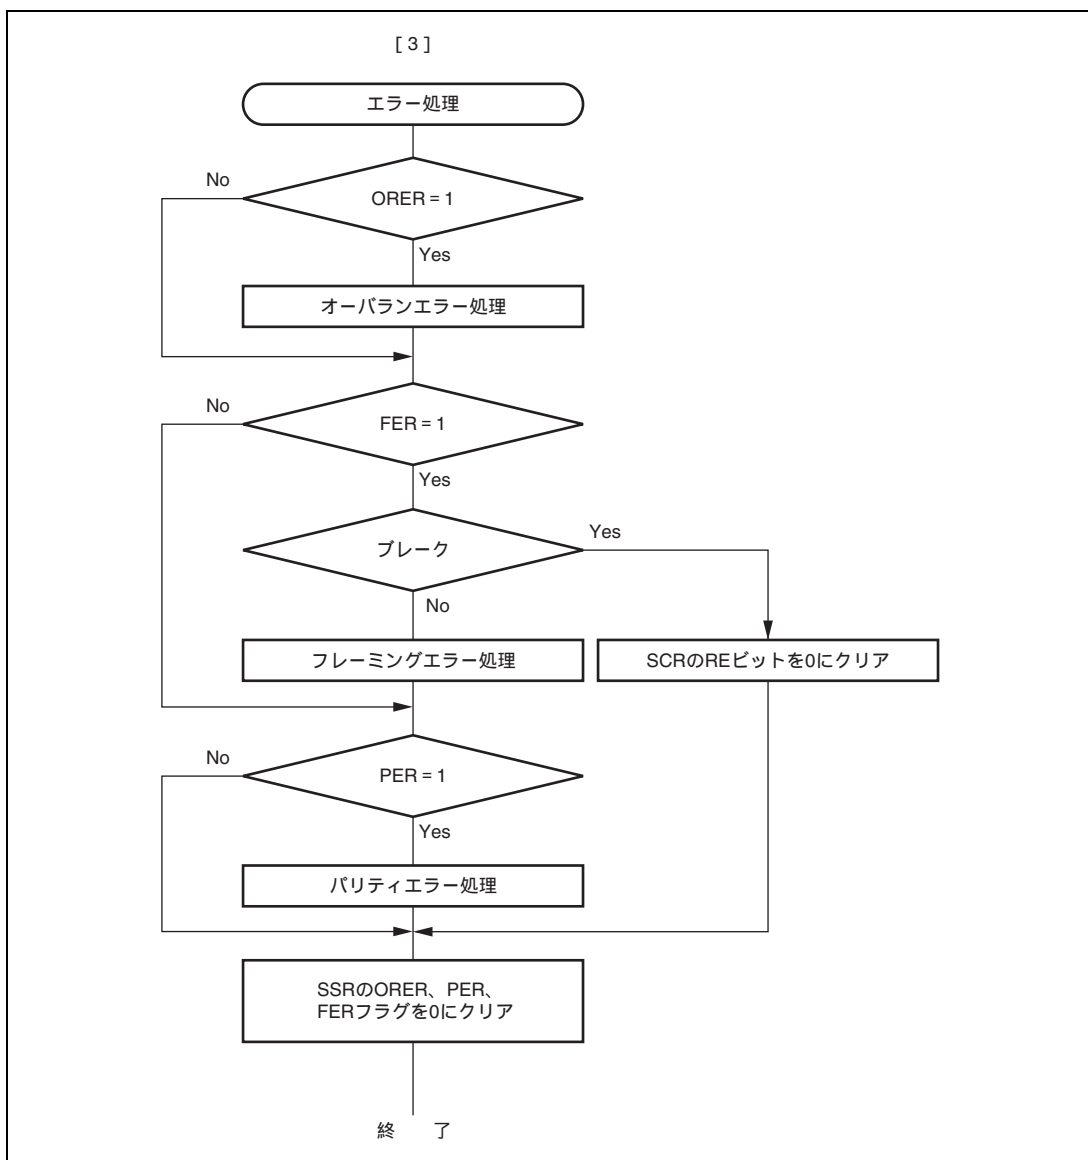 [ 3 ]
エラー処理
No
ORER = 1
Yes
オーバランエラー処理
No
FER = 1
Yes
ブレーク
Yes
No
フレーミングエラー処理
SCRのREビットを0にクリア
No
PER = 1
Yes
パリティエラー処理
SSRのORER、PER、
FERフラグを0にクリア
終 了